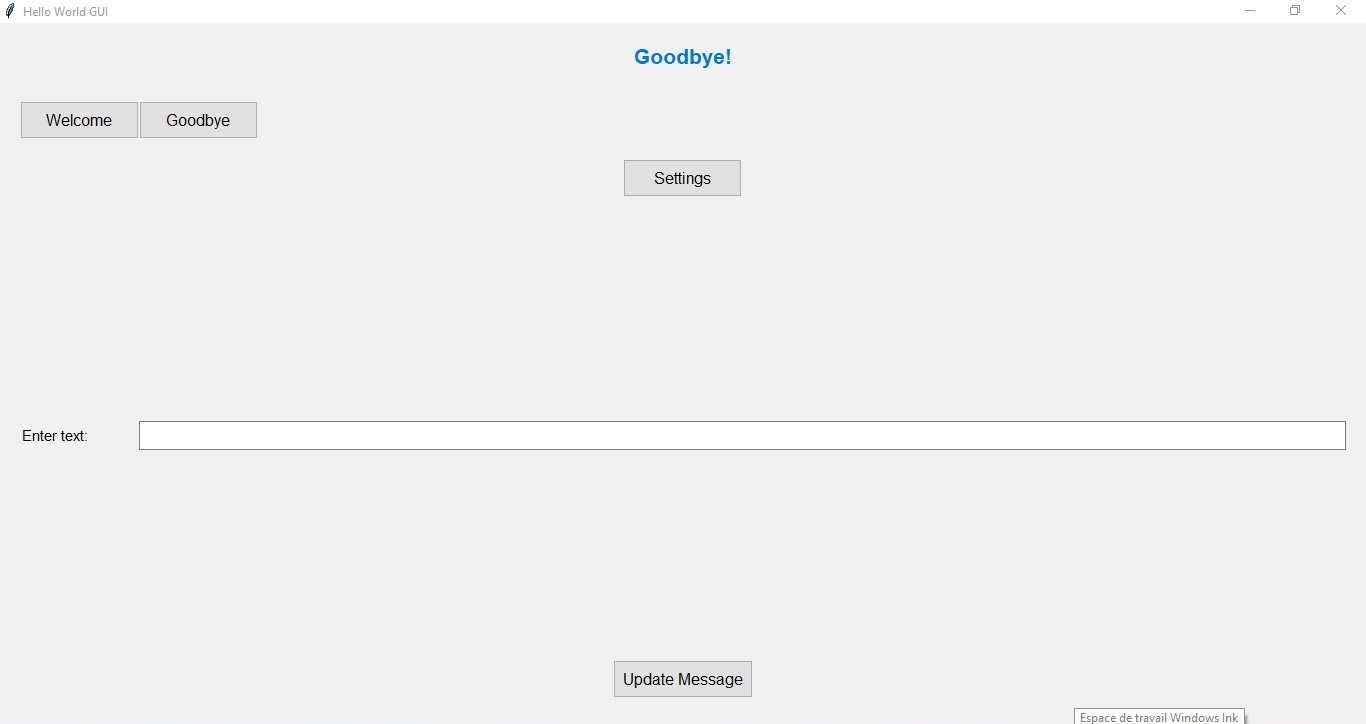 Hello World GUI
Goodbye!
Welcome Goodbye
Settings
Enter text:
Update Message
Espace de travail Windows Ink